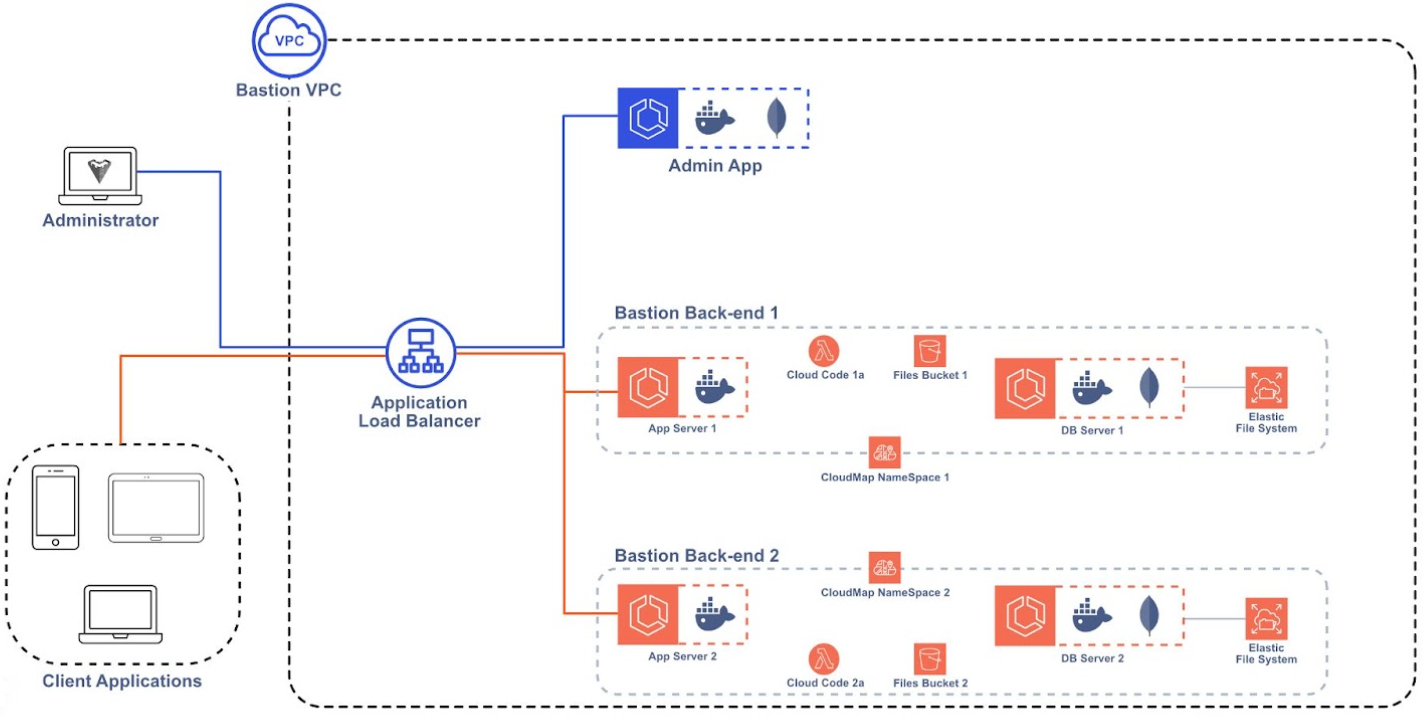 VPC
Bastion VPC
Administrator
Admin App
Application
Load Balancer
Client Applications
Bastion Back-end 1
Cloud Code 1a
Files Bucket 1
App Server 1
DB Server 1
Elastic
File System
CloudMap NameSpace 1
Bastion Back-end 2
CloudMap NameSpace 2
App Server 2
DB Server 2
Elastic
File System
Cloud Code 2a
Files Bucket 2